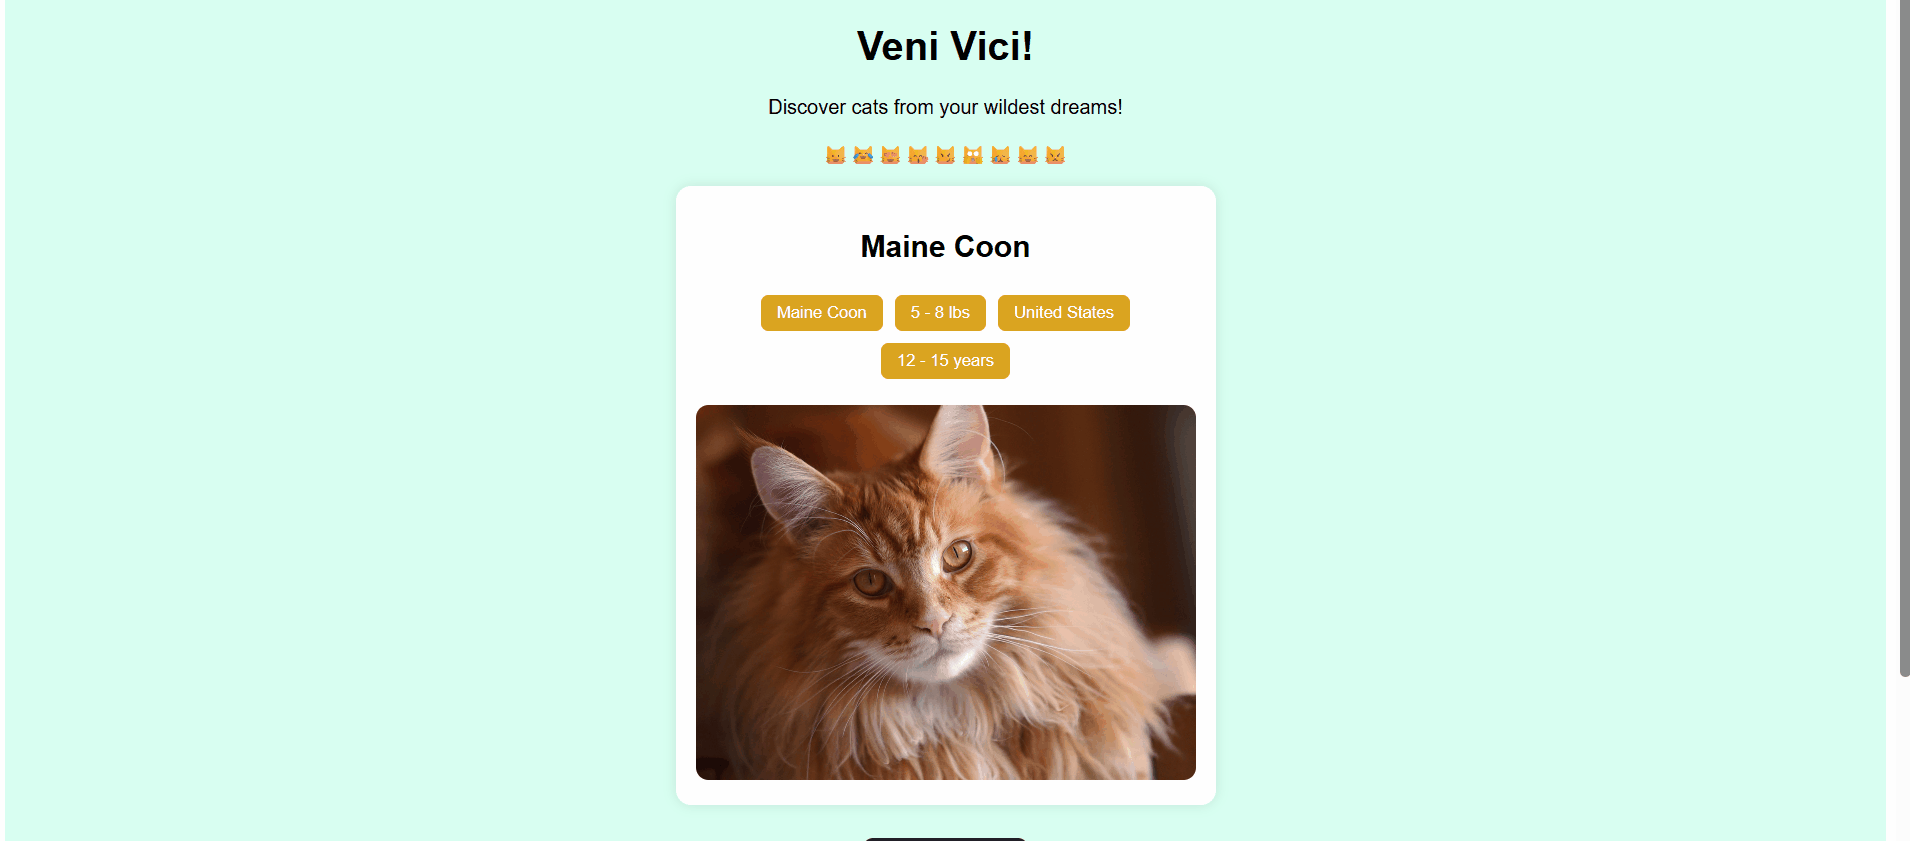 Veni Vici!
Discover cats from your wildest dreams!
Maine Coon
Maine Coon 5 - 8 lbs United States
12 - 15 years